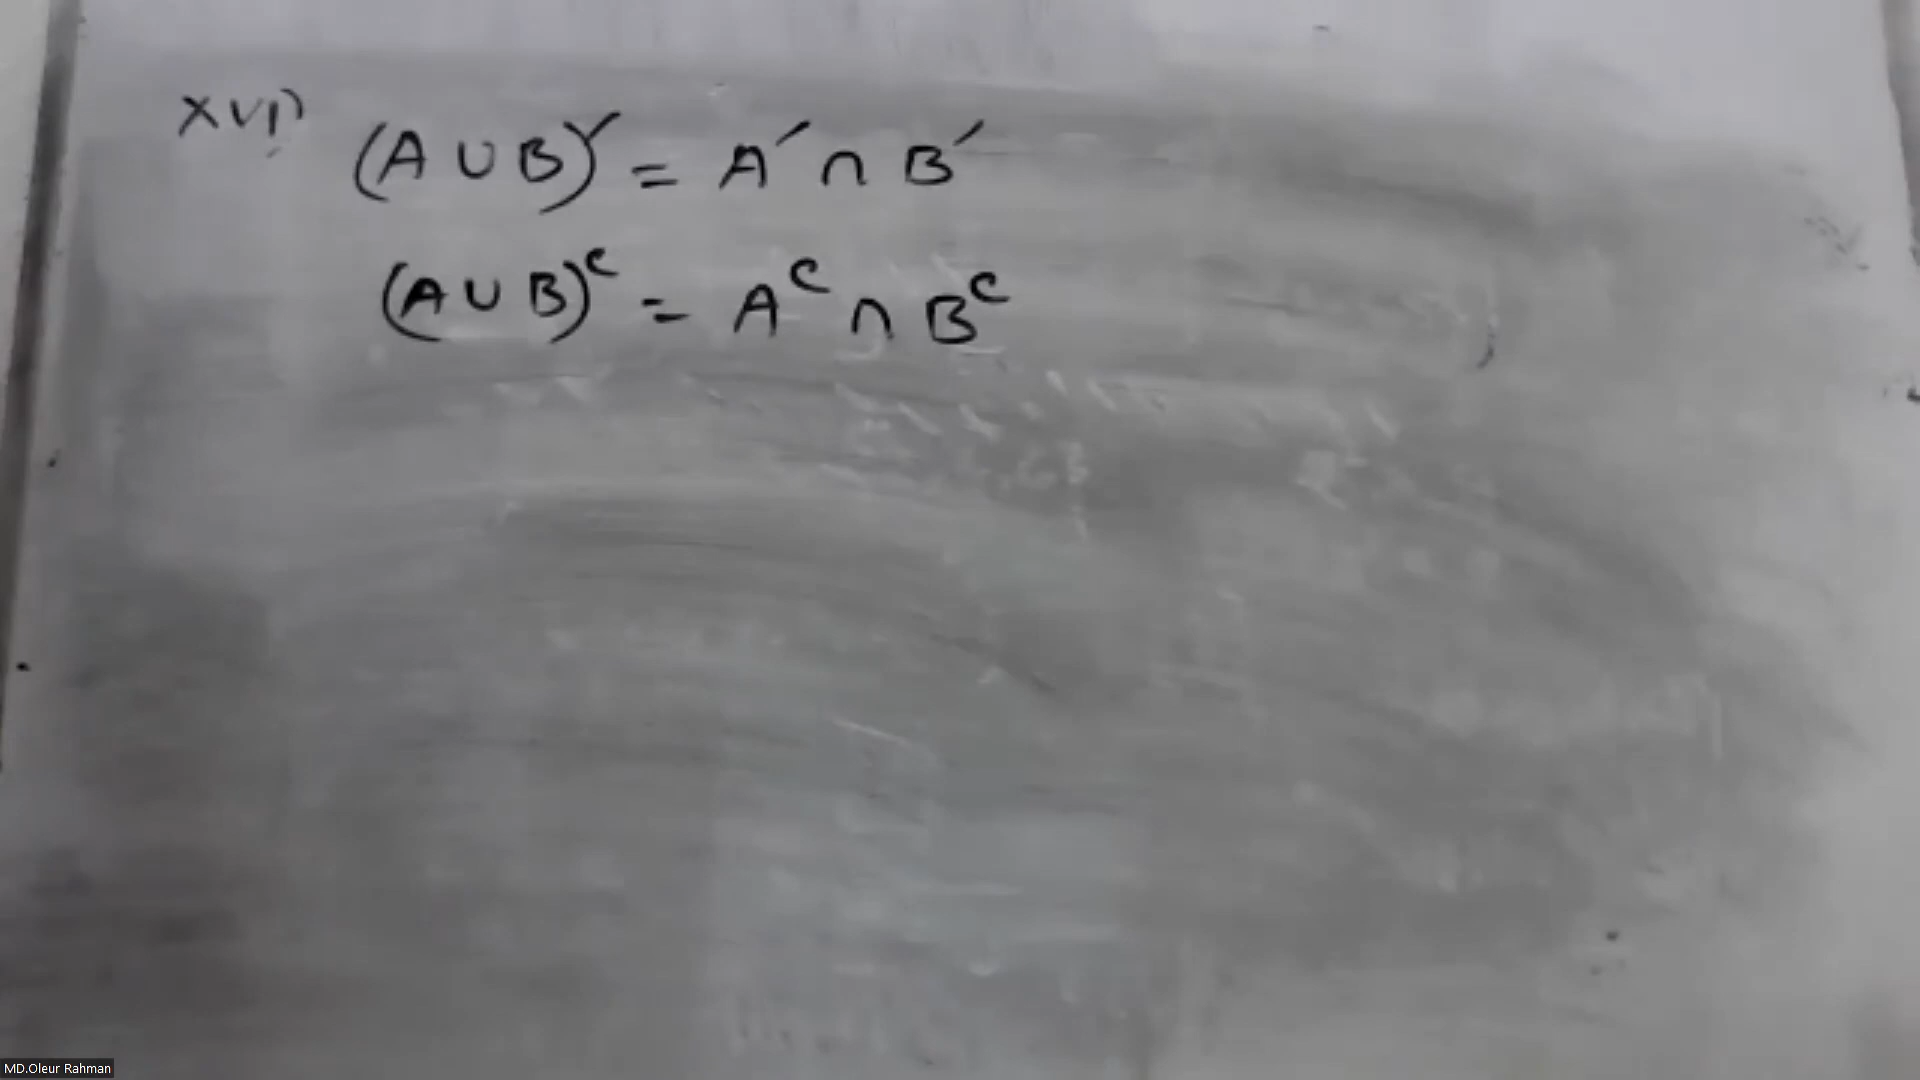 xvi) (A ∪ B)′ = A′ ∩ B′
(A ∪ B)ᶜ = Aᶜ ∩ Bᶜ
MD.Oleur Rahman